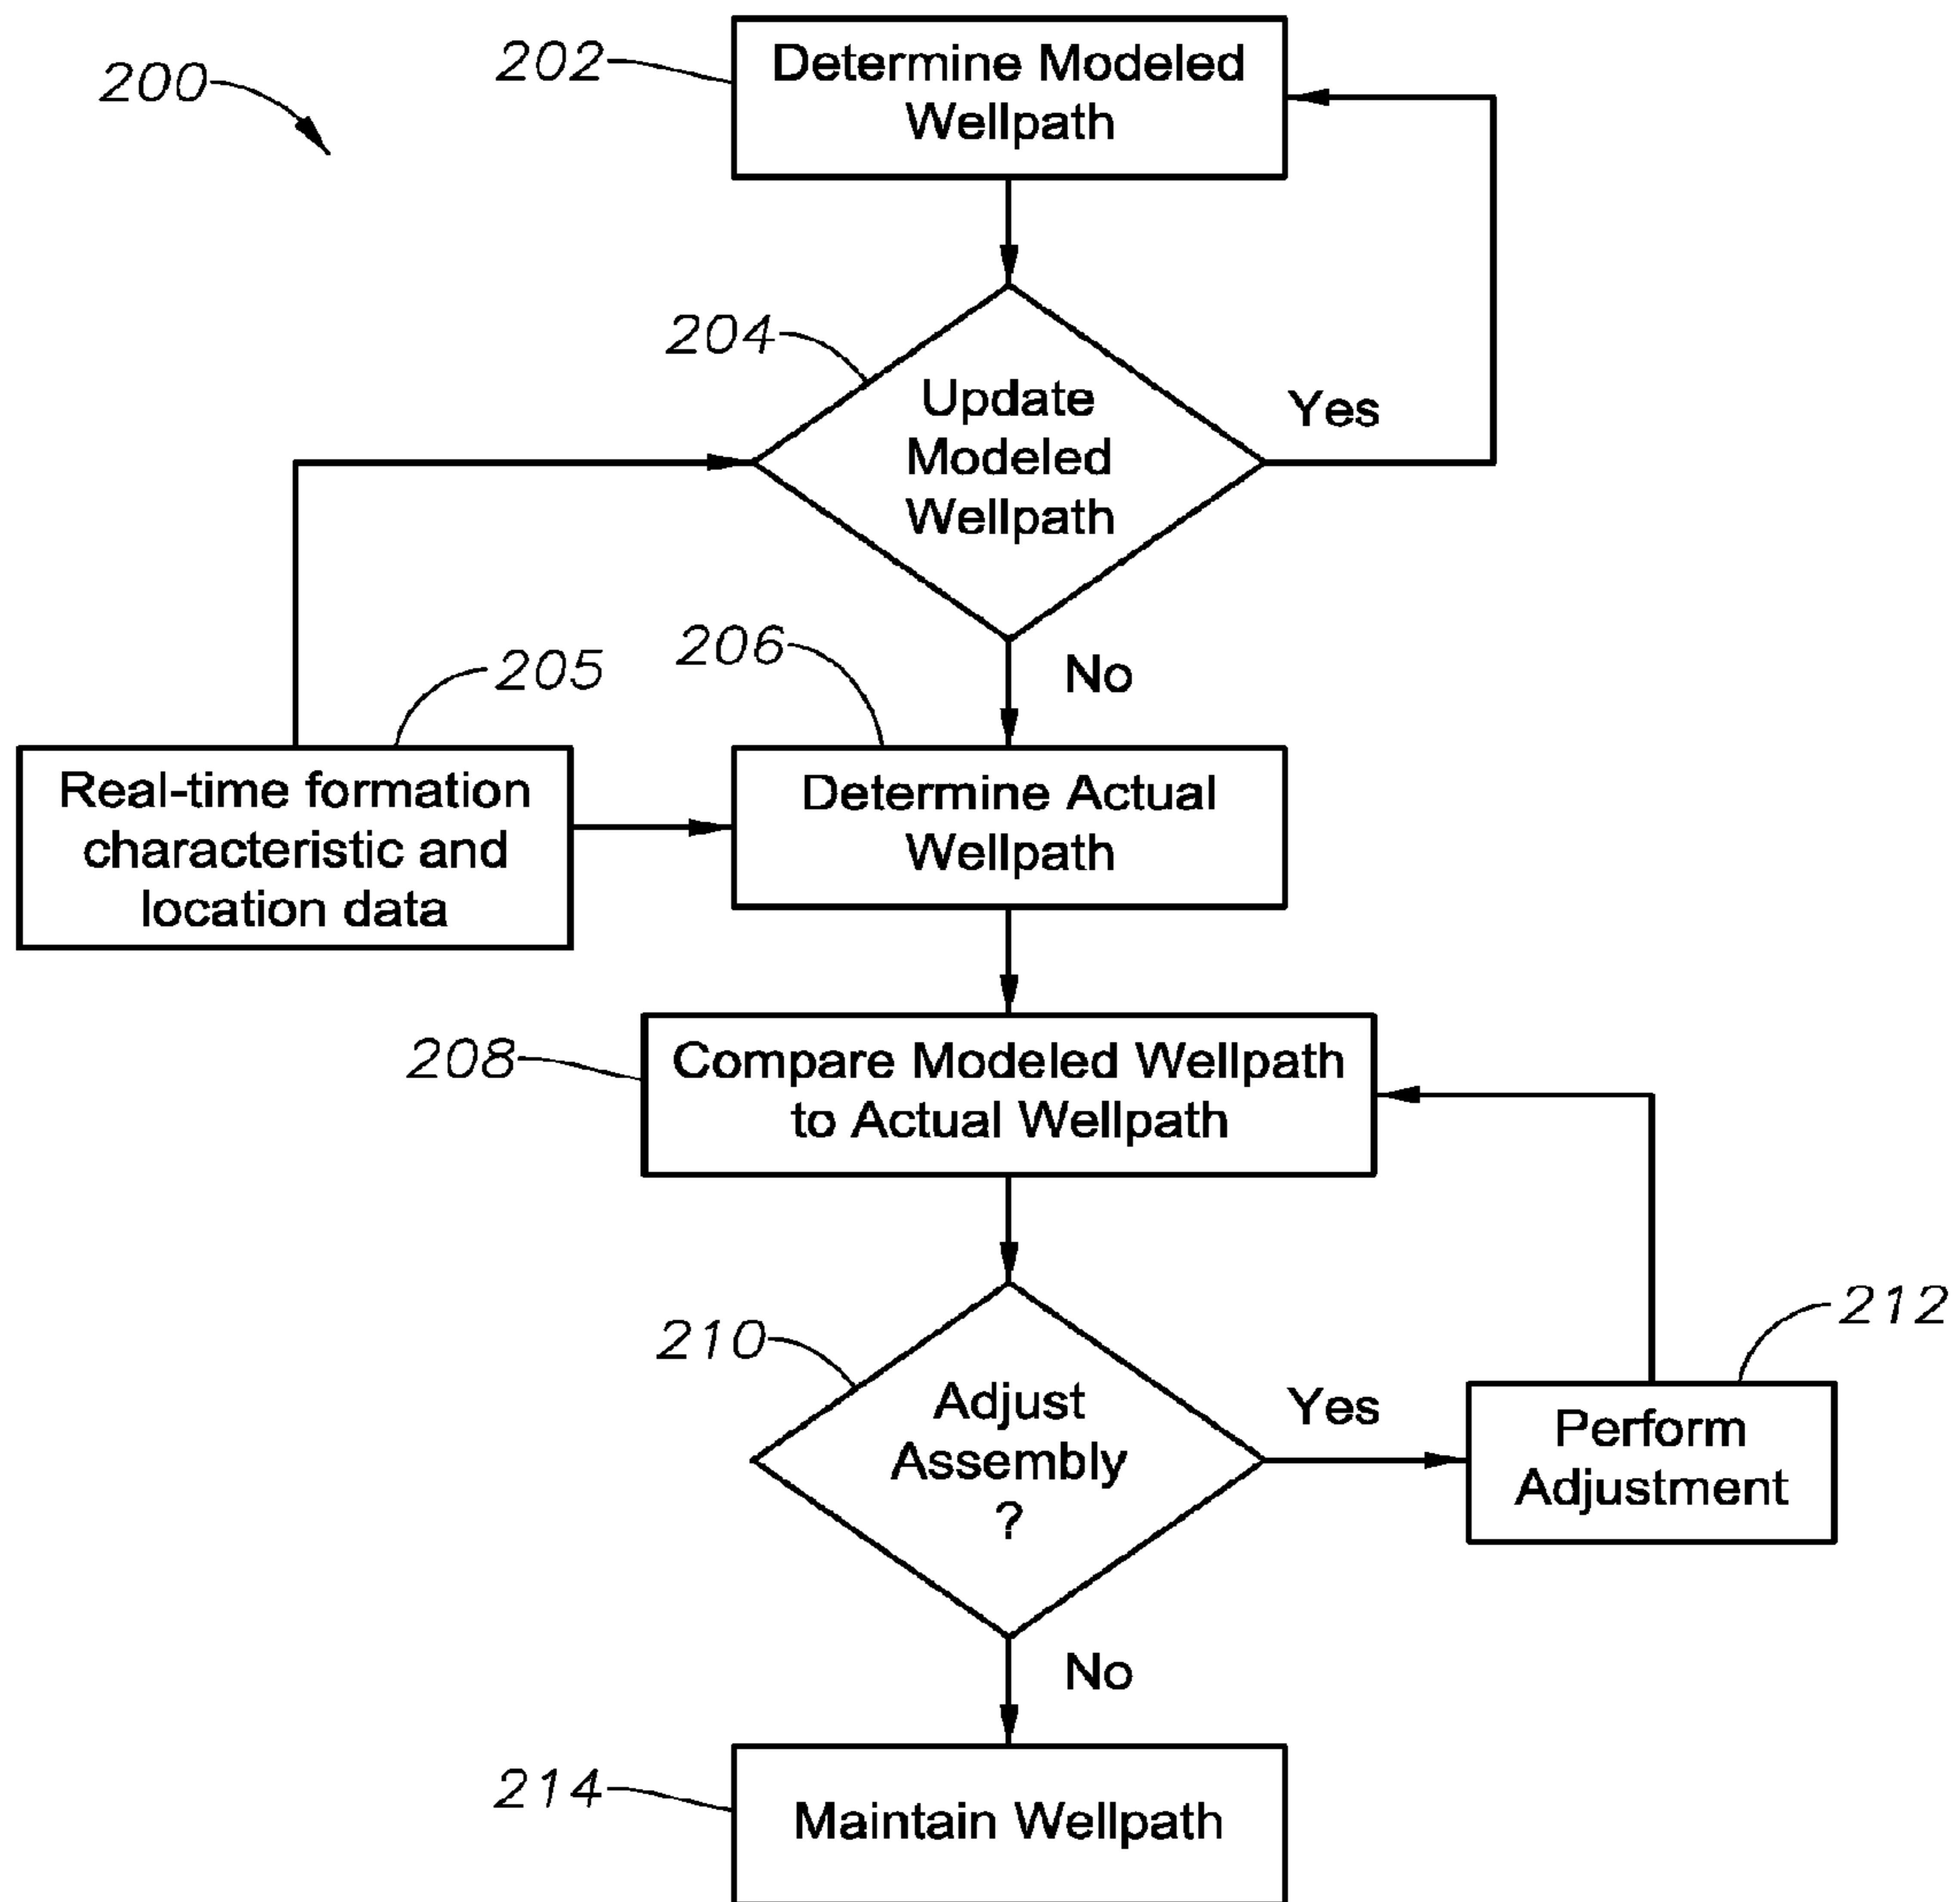 200
202
Determine Modeled
Wellpath
204
Update
Modeled
Wellpath
Yes
No
205
Real-time formation
characteristic and
location data
206
Determine Actual
Wellpath
208
Compare Modeled Wellpath
to Actual Wellpath
210
Adjust
Assembly
?
Yes
212
Perform
Adjustment
No
214
Maintain Wellpath